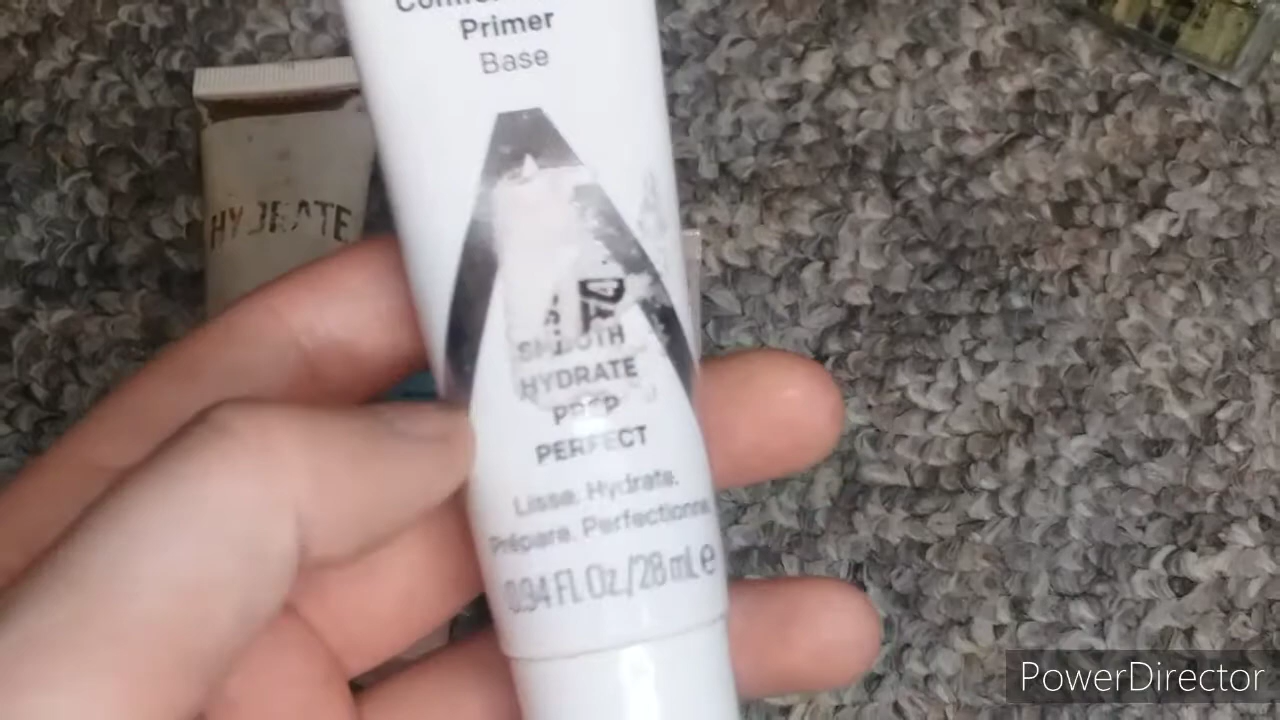 Primer
Base
HYDRATE
SMOOTH
HYDRATE
PREP
PERFECT
Lisse. Hydrate.
Prépare. Perfectionne.
0.94 Fl. Oz./28 mL e
PowerDirector